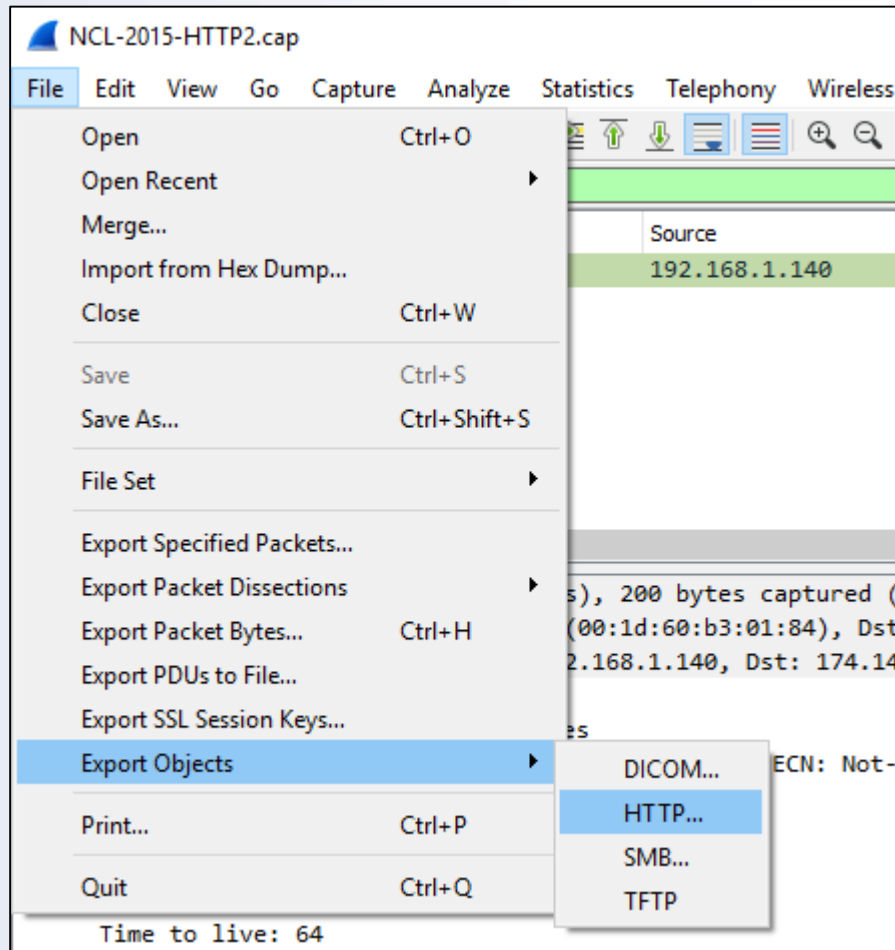 NCL-2015-HTTP2.cap
File Edit View Go Capture Analyze Statistics Telephony Wireless
Open Ctrl+O
Open Recent
Merge...
Import from Hex Dump...
Close Ctrl+W
Save Ctrl+S
Save As... Ctrl+Shift+S
File Set
Export Specified Packets...
Export Packet Dissections
Export Packet Bytes... Ctrl+H
Export PDUs to File...
Export SSL Session Keys...
Export Objects
Print... Ctrl+P
Quit Ctrl+Q
DICOM...
HTTP...
SMB...
TFTP
Source
192.168.1.140
s), 200 bytes captured (
(00:1d:60:b3:01:84), Dst
2.168.1.140, Dst: 174.14
es
ECN: Not-
Time to live: 64